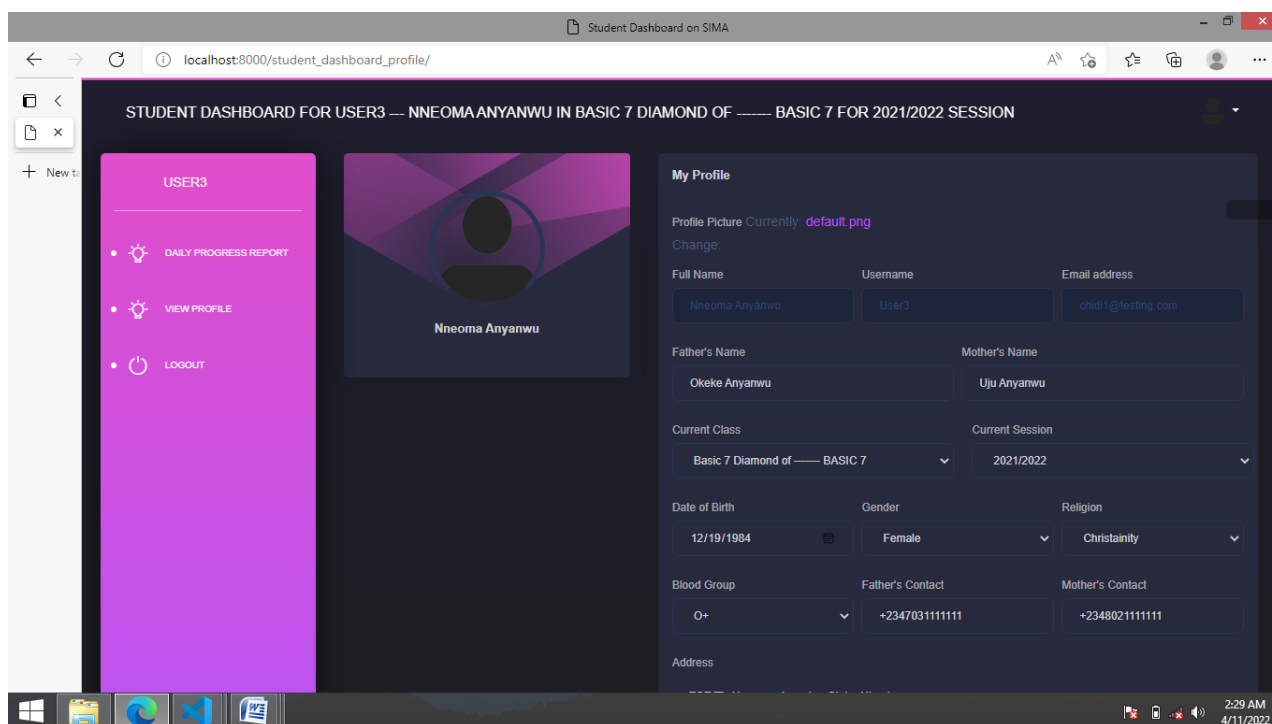 Student Dashboard on SIMA
localhost:8000/student_dashboard_profile/
New ta
STUDENT DASHBOARD FOR USER3 --- NNEOMA ANYANWU IN BASIC 7 DIAMOND OF ------- BASIC 7 FOR 2021/2022 SESSION
USER3
DAILY PROGRESS REPORT
VIEW PROFILE
LOGOUT
Nneoma Anyanwu
My Profile
Profile Picture Currently: default.png
Change:
Full Name Username Email address
Nneoma Anyanwu User3 chidi1@testing.com
Father's Name Mother's Name
Okeke Anyanwu Uju Anyanwu
Current Class Current Session
Basic 7 Diamond of ------- BASIC 7 2021/2022
Date of Birth Gender Religion
12/19/1984 Female Christainity
Blood Group Father's Contact Mother's Contact
O+ +2347031111111 +2348021111111
Address
2:29 AM
4/11/2022